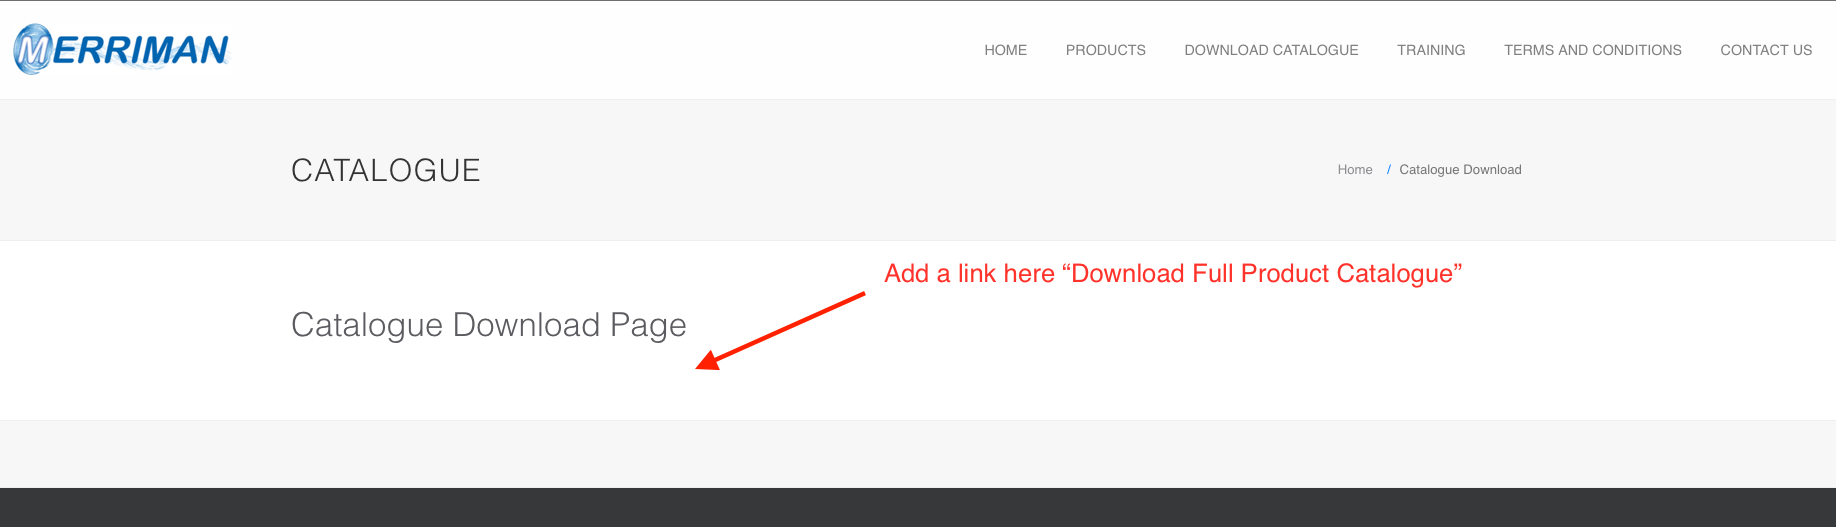 MERRIMAN
HOME PRODUCTS DOWNLOAD CATALOGUE TRAINING TERMS AND CONDITIONS CONTACT US
CATALOGUE
Home / Catalogue Download
Add a link here “Download Full Product Catalogue”
Catalogue Download Page